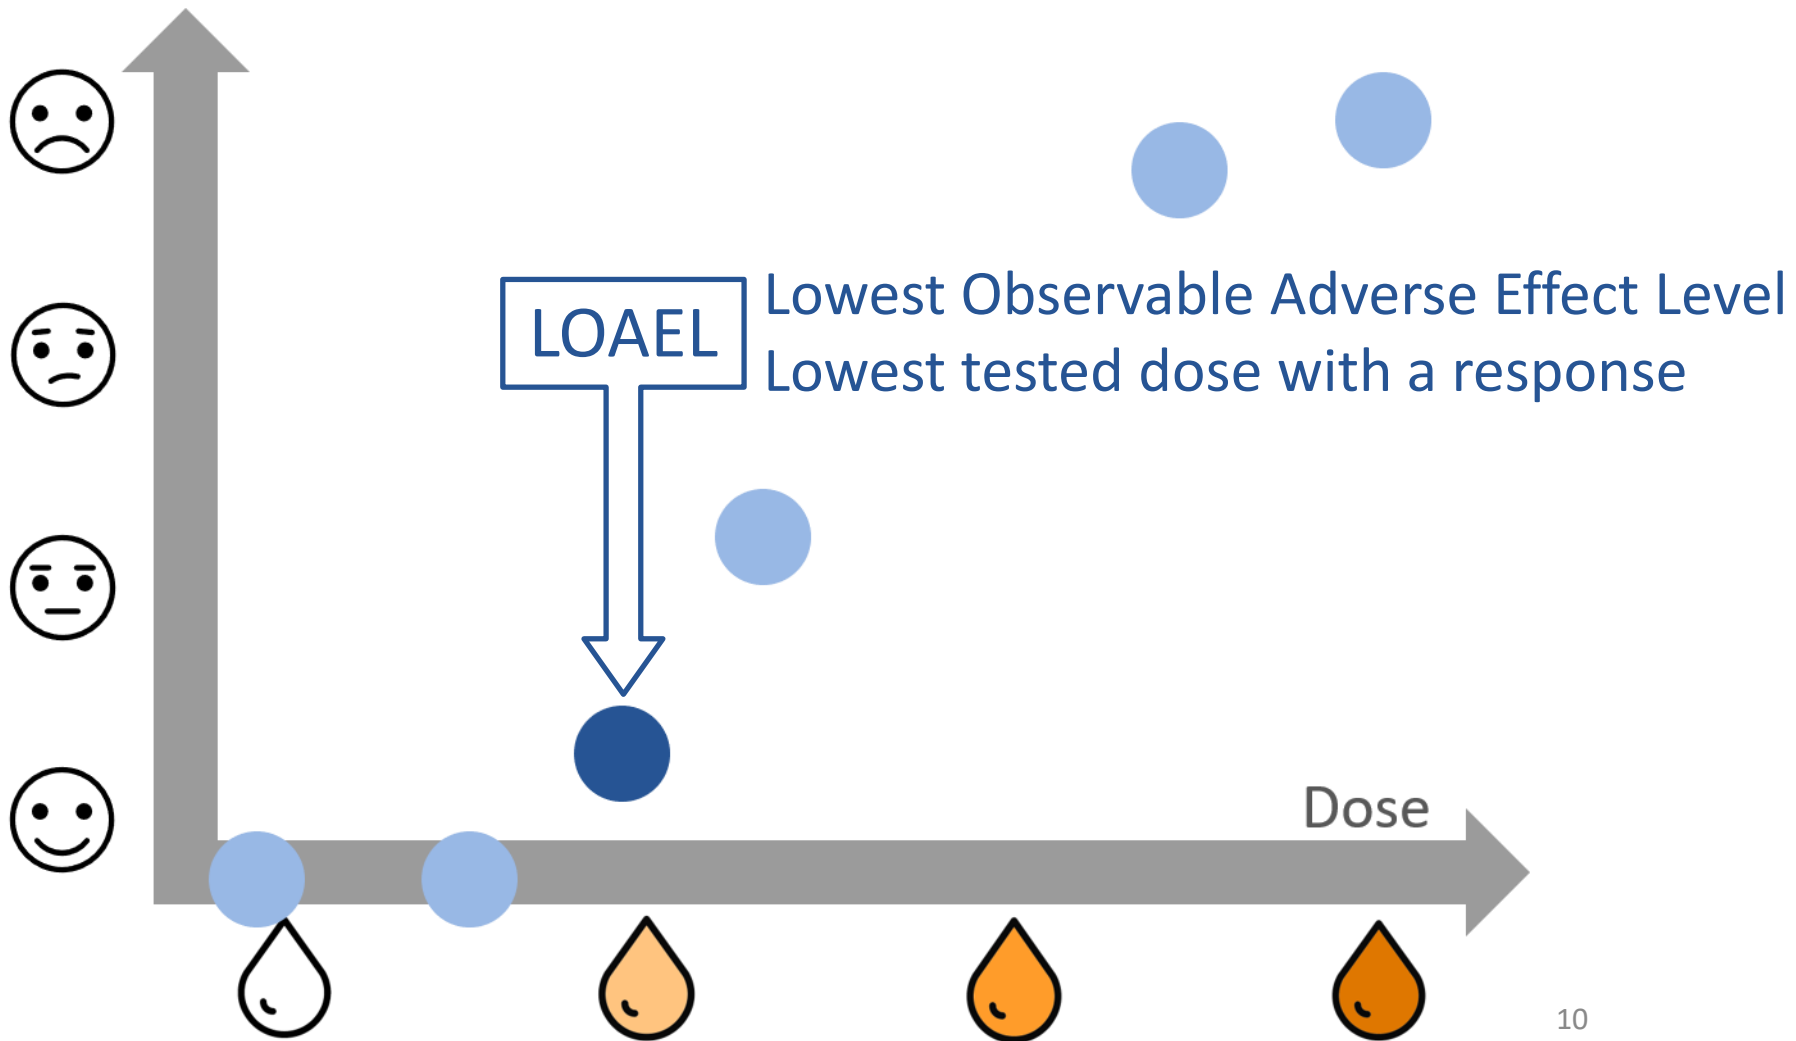 LOAEL
Lowest Observable Adverse Effect Level
Lowest tested dose with a response
Dose
10